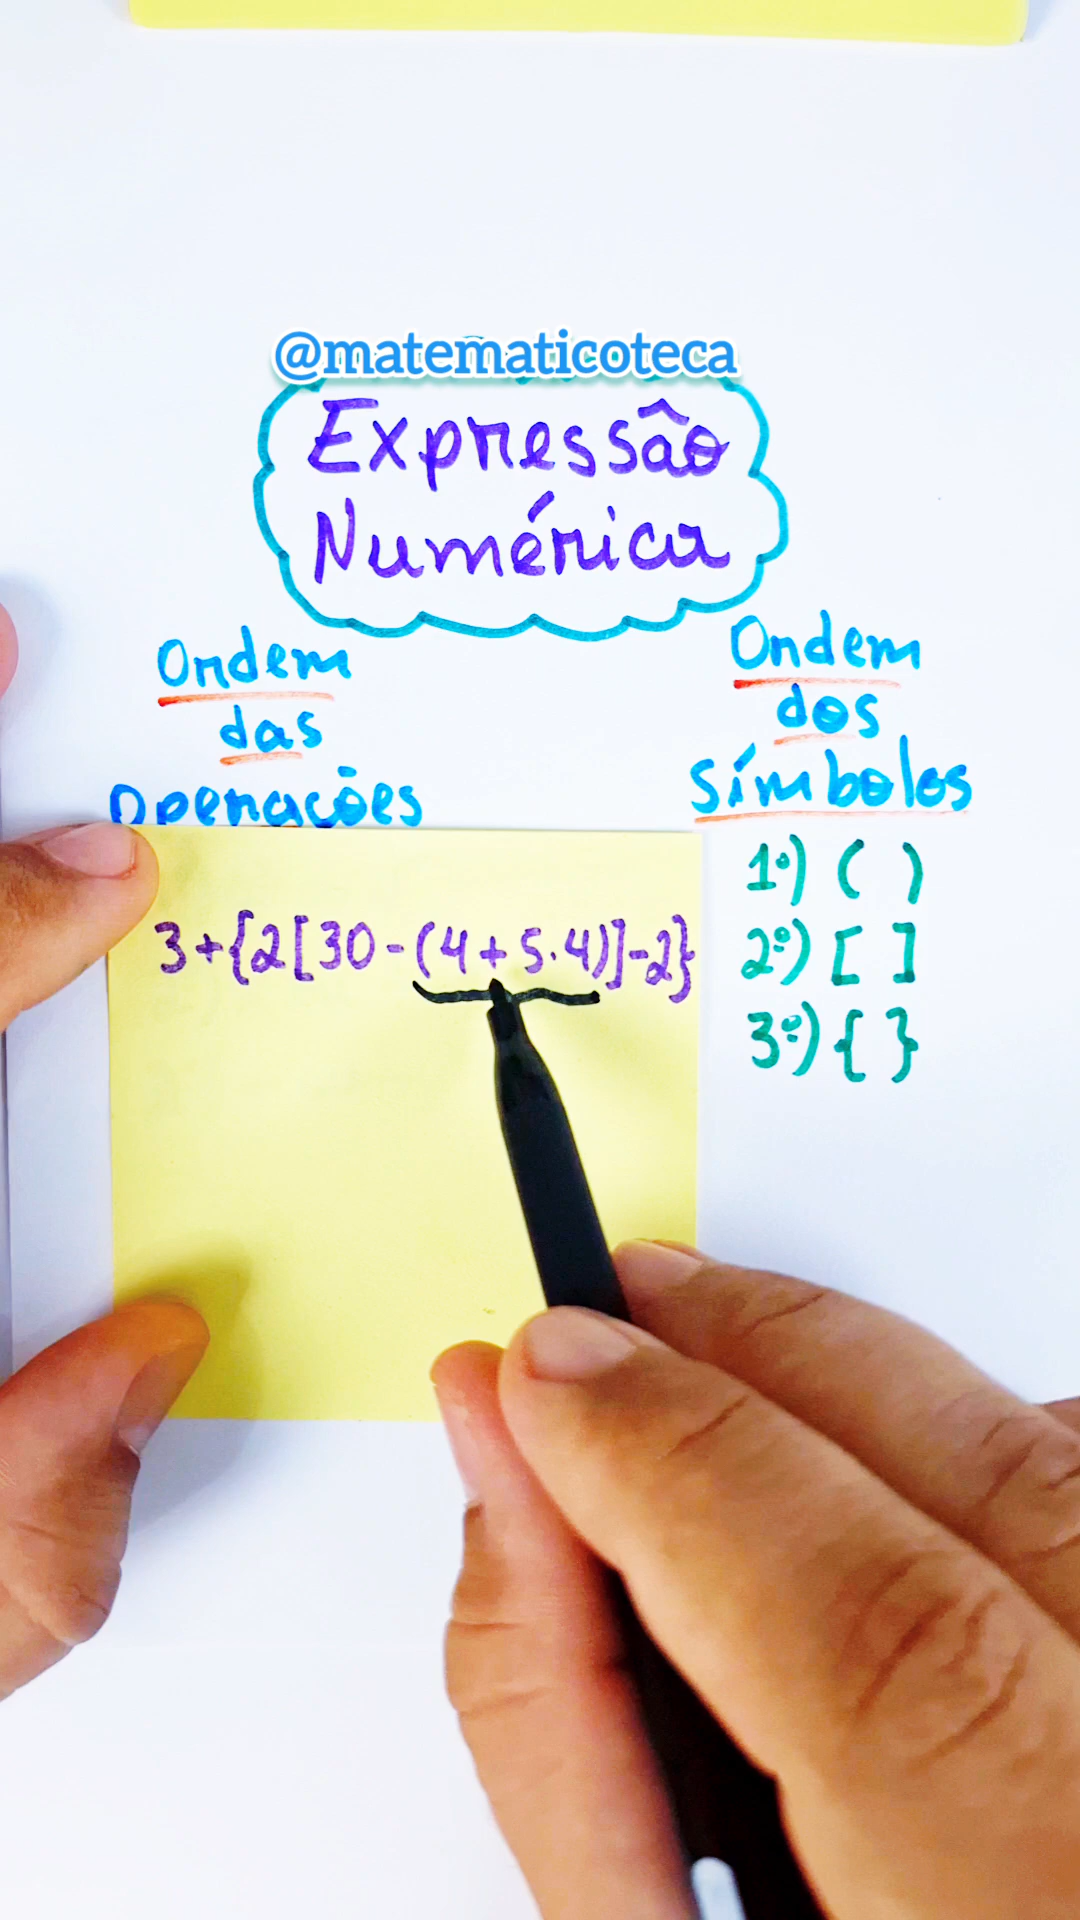 @matematicoteca
Expressão
Numérica
Ordem
das
Operações
3+{2[30-(4+5.4)]-2}
Ordem
dos
símbolos
1º) ( )
2º) [ ]
3º) { }